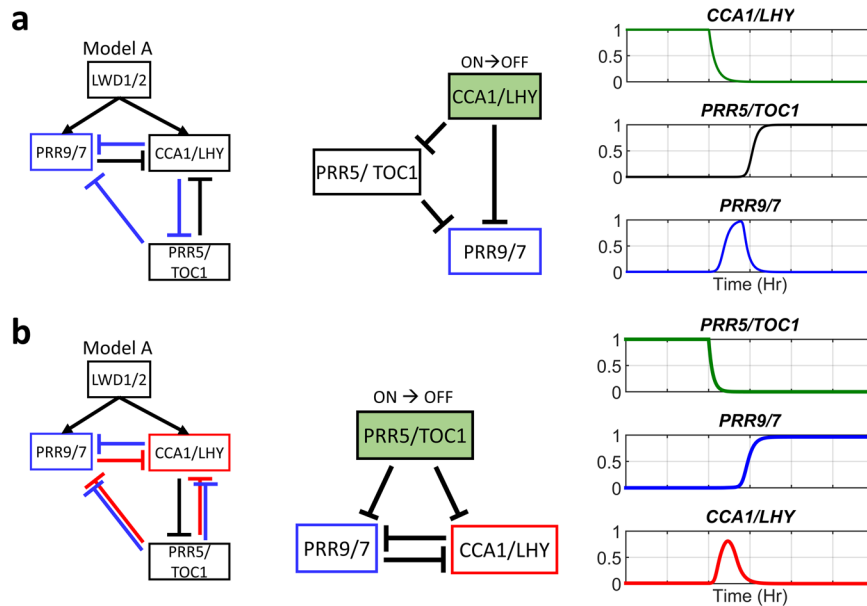 a
Model A
LWD1/2
PRR9/7
CCA1/LHY
PRR5/
TOC1
ON→OFF
CCA1/LHY
PRR5/ TOC1
PRR9/7
CCA1/LHY
1
0.5
0
PRR5/TOC1
1
0.5
0
PRR9/7
1
0.5
0
Time (Hr)
b
Model A
LWD1/2
PRR9/7
CCA1/LHY
PRR5/
TOC1
ON → OFF
PRR5/TOC1
PRR9/7
CCA1/LHY
PRR5/TOC1
1
0.5
0
PRR9/7
1
0.5
0
CCA1/LHY
1
0.5
0
Time (Hr)